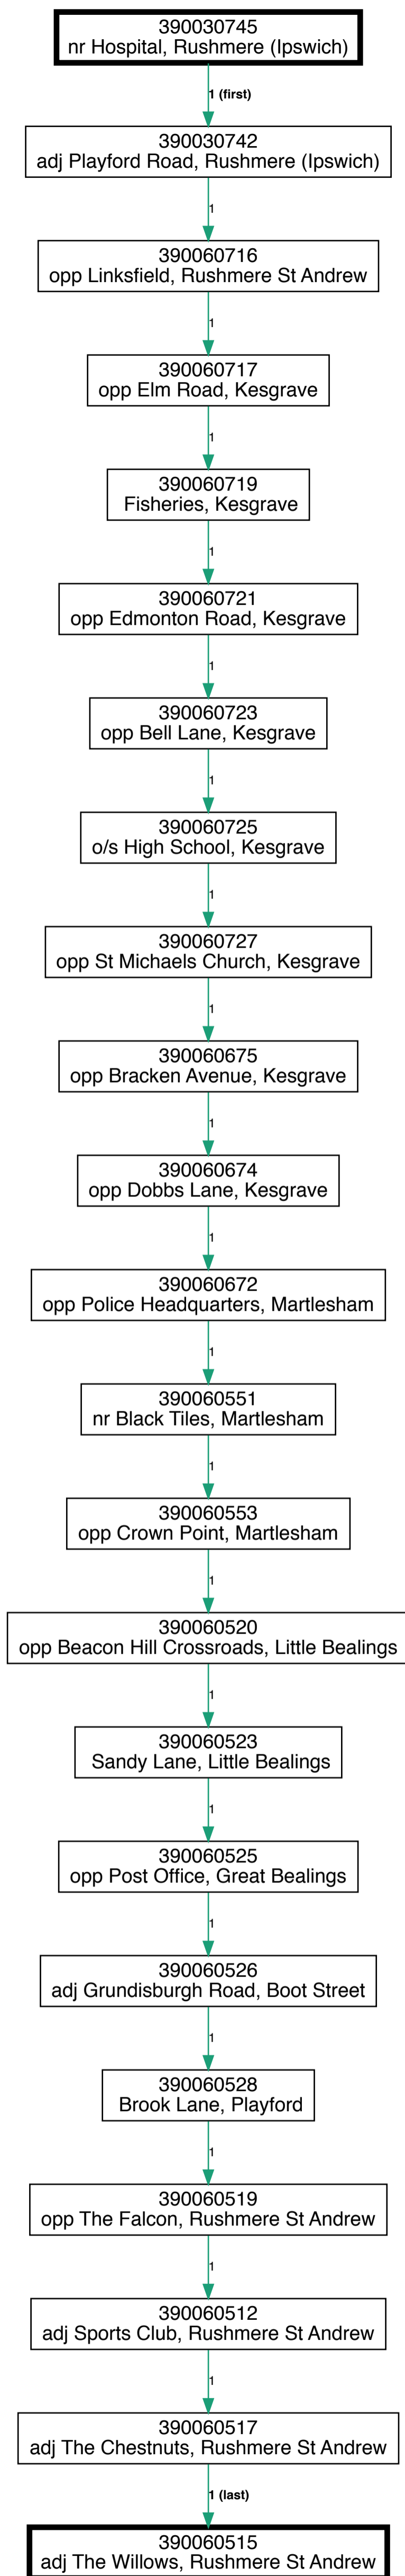 390030745
nr Hospital, Rushmere (Ipswich)
1 (first)
390030742
adj Playford Road, Rushmere (Ipswich)
1
390060716
opp Linksfield, Rushmere St Andrew
1
390060717
opp Elm Road, Kesgrave
1
390060719
Fisheries, Kesgrave
1
390060721
opp Edmonton Road, Kesgrave
1
390060723
opp Bell Lane, Kesgrave
1
390060725
o/s High School, Kesgrave
1
390060727
opp St Michaels Church, Kesgrave
1
390060675
opp Bracken Avenue, Kesgrave
1
390060674
opp Dobbs Lane, Kesgrave
1
390060672
opp Police Headquarters, Martlesham
1
390060551
nr Black Tiles, Martlesham
1
390060553
opp Crown Point, Martlesham
1
390060520
opp Beacon Hill Crossroads, Little Bealings
1
390060523
Sandy Lane, Little Bealings
1
390060525
opp Post Office, Great Bealings
1
390060526
adj Grundisburgh Road, Boot Street
1
390060528
Brook Lane, Playford
1
390060519
opp The Falcon, Rushmere St Andrew
1
390060512
adj Sports Club, Rushmere St Andrew
1
390060517
adj The Chestnuts, Rushmere St Andrew
1 (last)
390060515
adj The Willows, Rushmere St Andrew